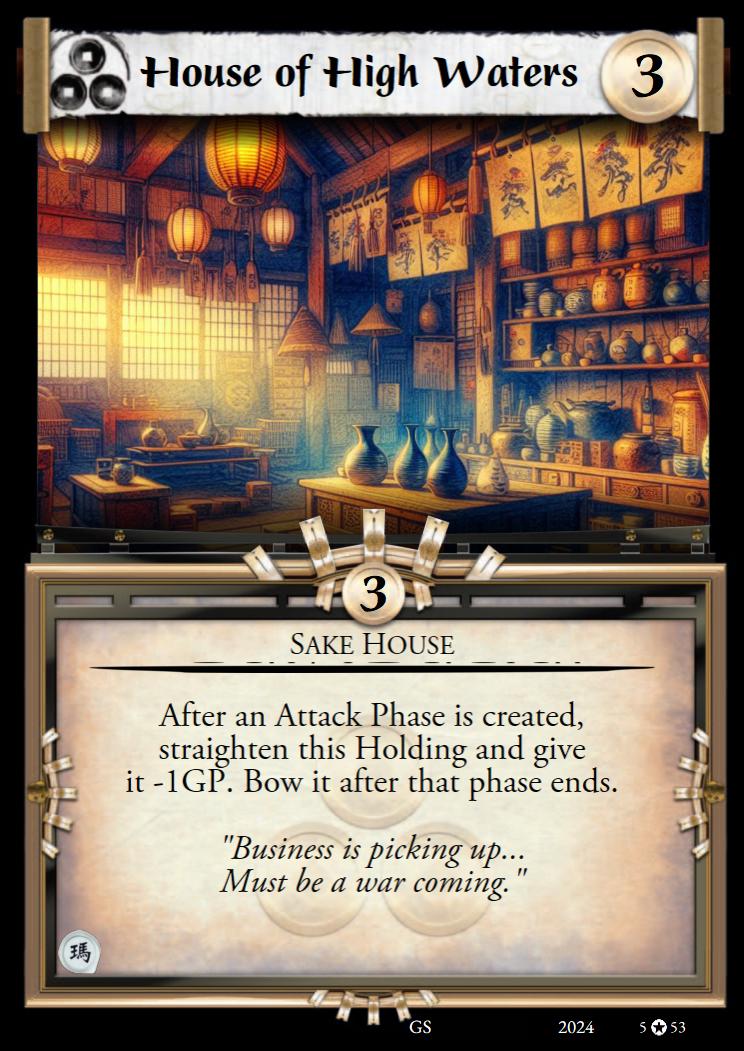 House of High Waters
3
3
Sake House
After an Attack Phase is created,
straighten this Holding and give
it -1GP. Bow it after that phase ends.
"Business is picking up...
Must be a war coming."
瑪
GS 2024 5 ✪ 53